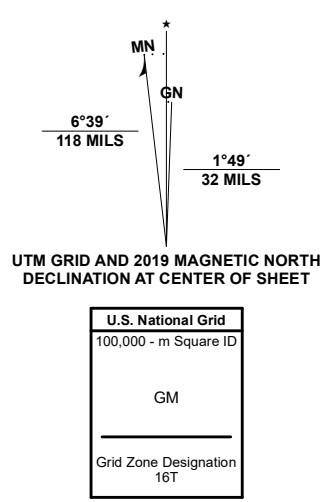 ★
MN
GN
6°39´
118 MILS
1°49´
32 MILS
UTM GRID AND 2019 MAGNETIC NORTH
DECLINATION AT CENTER OF SHEET
U.S. National Grid
100,000 - m Square ID
GM
Grid Zone Designation
16T